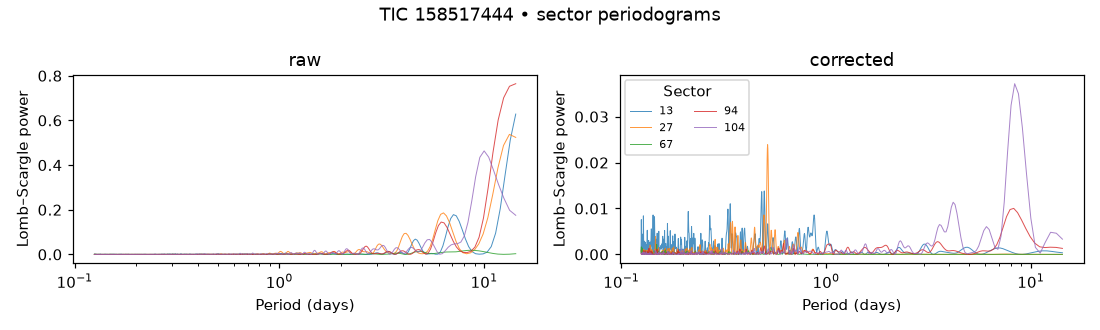 TIC 158517444 • sector periodograms
raw
corrected
Lomb–Scargle power
0.8
0.6
0.4
0.2
0.0
10⁻¹
10⁰
10¹
Period (days)
Lomb–Scargle power
0.03
0.02
0.01
0.00
Sector
13 94
27 104
67
10⁻¹
10⁰
10¹
Period (days)